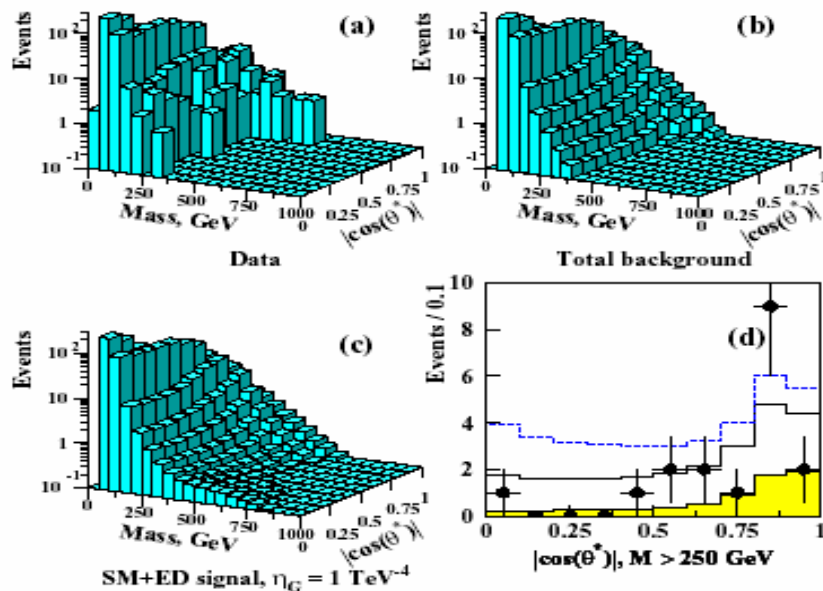 Events
10²
10
1
10⁻¹
0
250
500
750
1000
Mass, GeV
0
0.25
0.5
0.75
1
|cos(θ*)|
(a)
Data
Events
10²
10
1
10⁻¹
0
250
500
750
1000
Mass, GeV
0
0.25
0.5
0.75
1
|cos(θ*)|
(b)
Total background
Events
10²
10
1
10⁻¹
0
250
500
750
1000
Mass, GeV
0
0.25
0.5
0.75
1
|cos(θ*)|
(c)
SM+ED signal, η_G = 1 TeV⁻⁴
Events / 0.1
10
8
6
4
2
0
(d)
0
0.25
0.5
0.75
1
|cos(θ*)|, M > 250 GeV